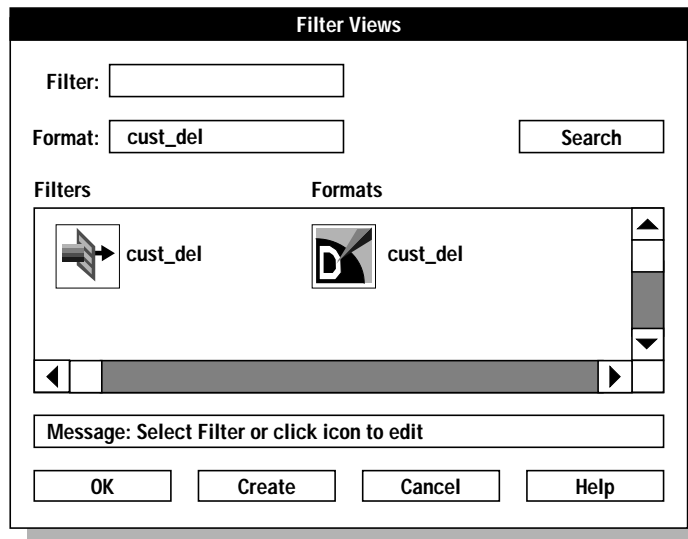 Filter Views
Filter:
Format: cust_del
Search
Filters Formats
cust_del D cust_del
Message: Select Filter or click icon to edit
OK Create Cancel Help